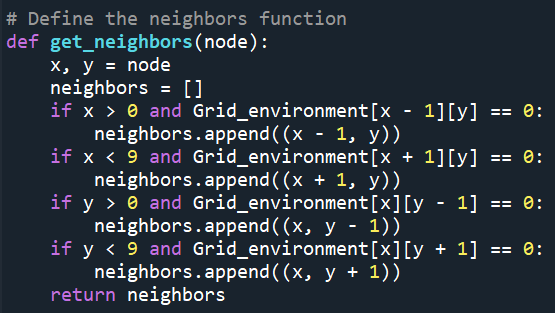 # Define the neighbors function
def get_neighbors(node):
    x, y = node
    neighbors = []
    if x > 0 and Grid_environment[x - 1][y] == 0:
        neighbors.append((x - 1, y))
    if x < 9 and Grid_environment[x + 1][y] == 0:
        neighbors.append((x + 1, y))
    if y > 0 and Grid_environment[x][y - 1] == 0:
        neighbors.append((x, y - 1))
    if y < 9 and Grid_environment[x][y + 1] == 0:
        neighbors.append((x, y + 1))
    return neighbors